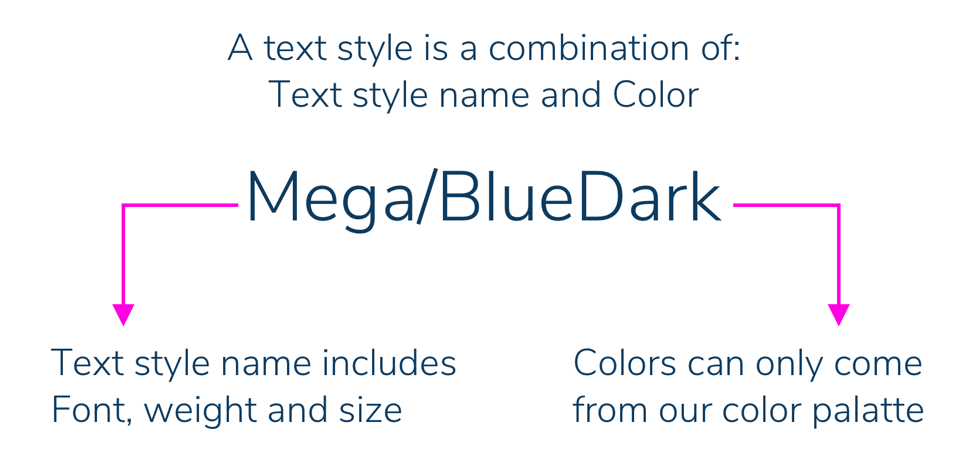 A text style is a combination of:
Text style name and Color
Mega/BlueDark
Text style name includes
Font, weight and size
Colors can only come
from our color palatte